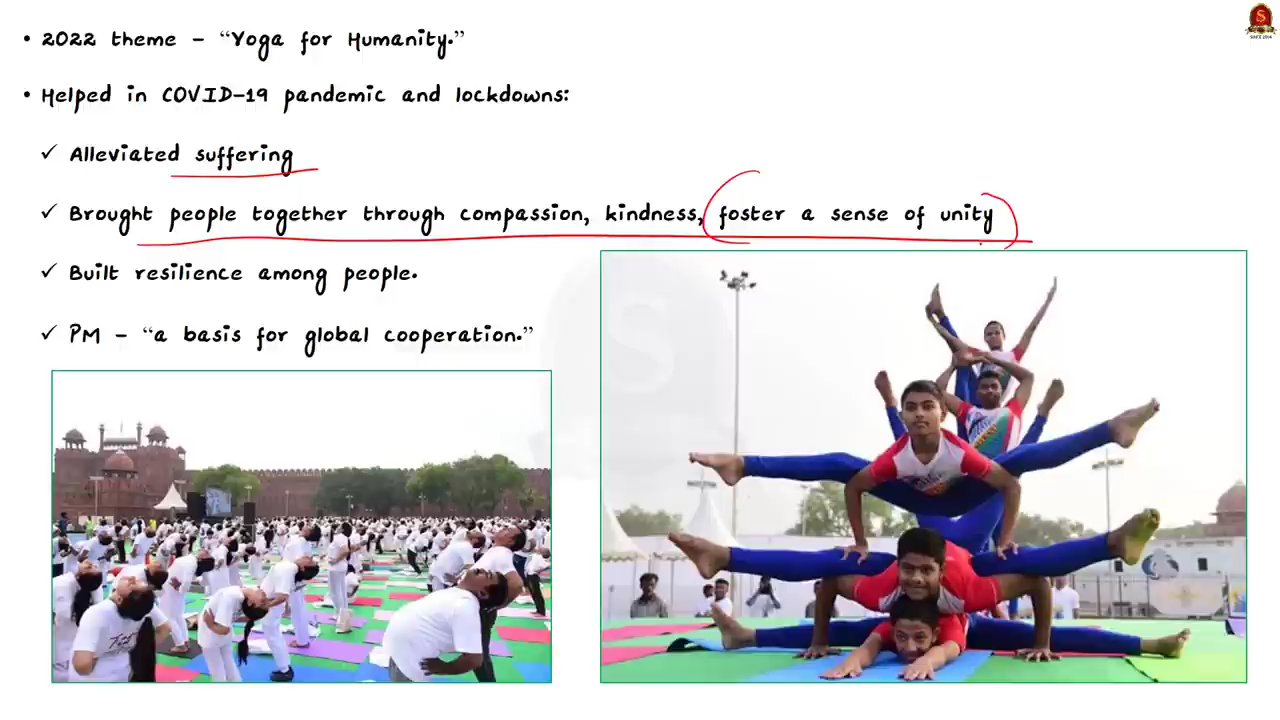 • 2022 theme – “Yoga for Humanity.”
• Helped in COVID-19 pandemic and lockdowns:
✓ Alleviated suffering
✓ Brought people together through compassion, kindness, foster a sense of unity
✓ Built resilience among people.
✓ PM – “a basis for global cooperation.”